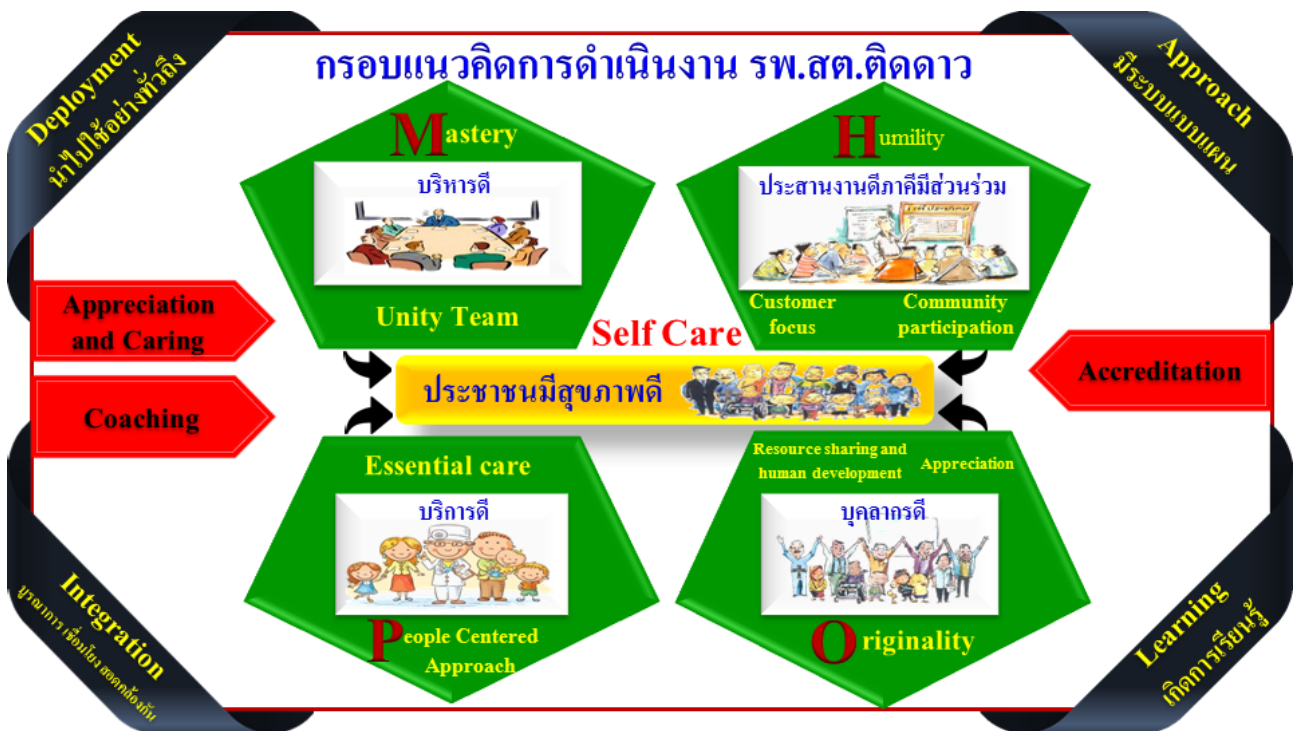 กรอบแนวคิดการดำเนินงาน รพ.สต.ติดดาว
Deployment
นำไปใช้อย่างทั่วถึง
Approach
มีระบบแบบแผน
Mastery
บริหารดี
Unity Team
Humility
ประสานงานดีภาคีมีส่วนร่วม
Customer
focus
Community
participation
Appreciation
and Caring
Coaching
Self Care
ประชาชนมีสุขภาพดี
Accreditation
Essential care
บริการดี
People Centered
Approach
Resource sharing and
human development
Appreciation
บุคลากรดี
Originality
Integration
บูรณาการ เชื่อมโยง สอดคล้องกัน
Learning
เกิดการเรียนรู้